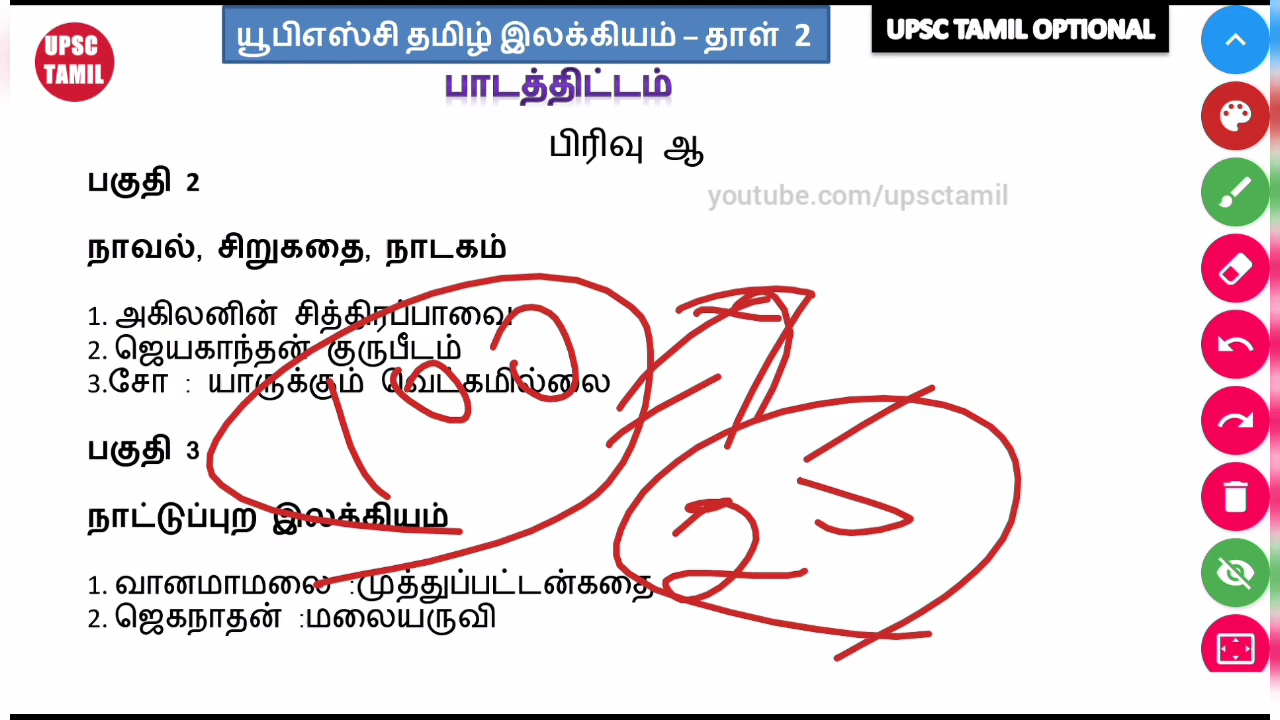 UPSC
TAMIL
யூபிஎஸ்சி தமிழ் இலக்கியம் – தாள் 2
UPSC TAMIL OPTIONAL
பாடத்திட்டம்
பிரிவு ஆ
பகுதி 2
youtube.com/upsctamil
நாவல், சிறுகதை, நாடகம்
1. அகிலனின் சித்திரப்பாவை
2. ஜெயகாந்தன் குருபீடம்
3.சோ : யாருக்கும் வெட்கமில்லை
100
25
பகுதி 3
நாட்டுப்புற இலக்கியம்
1. வானமாமலை :முத்துப்பட்டன்கதை
2. ஜெகநாதன் :மலையருவி